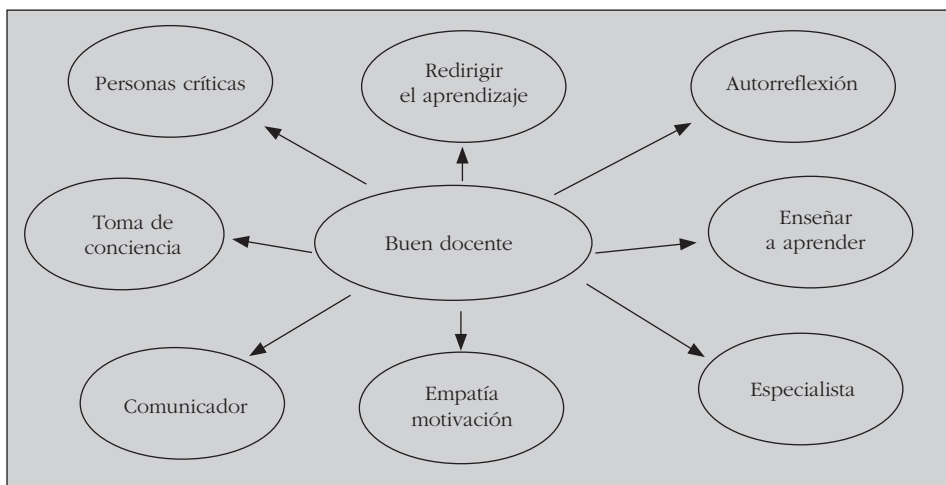 Personas críticas
Redirigir
el aprendizaje
Autorreflexión
Toma de
conciencia
Buen docente
Enseñar
a aprender
Comunicador
Empatía
motivación
Especialista